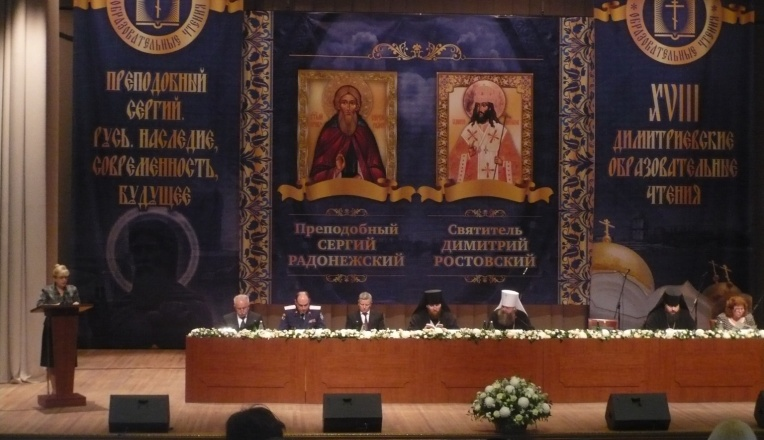 ОБРАЗОВАТЕЛЬНЫЕ ЧТЕНИЯ
ПРЕПОДОБНЫЙ
СЕРГИЙ.
РУСЬ. НАСЛЕДИЕ,
СОВРЕМЕННОСТЬ,
БУДУЩЕЕ
Преподобный
СЕРГИЙ
РАДОНЕЖСКИЙ
Святитель
ДИМИТРИЙ
РОСТОВСКИЙ
ОБРАЗОВАТЕЛЬНЫЕ ЧТЕНИЯ
XVIII
ДИМИТРИЕВСКИЕ
ОБРАЗОВАТЕЛЬНЫЕ
ЧТЕНИЯ